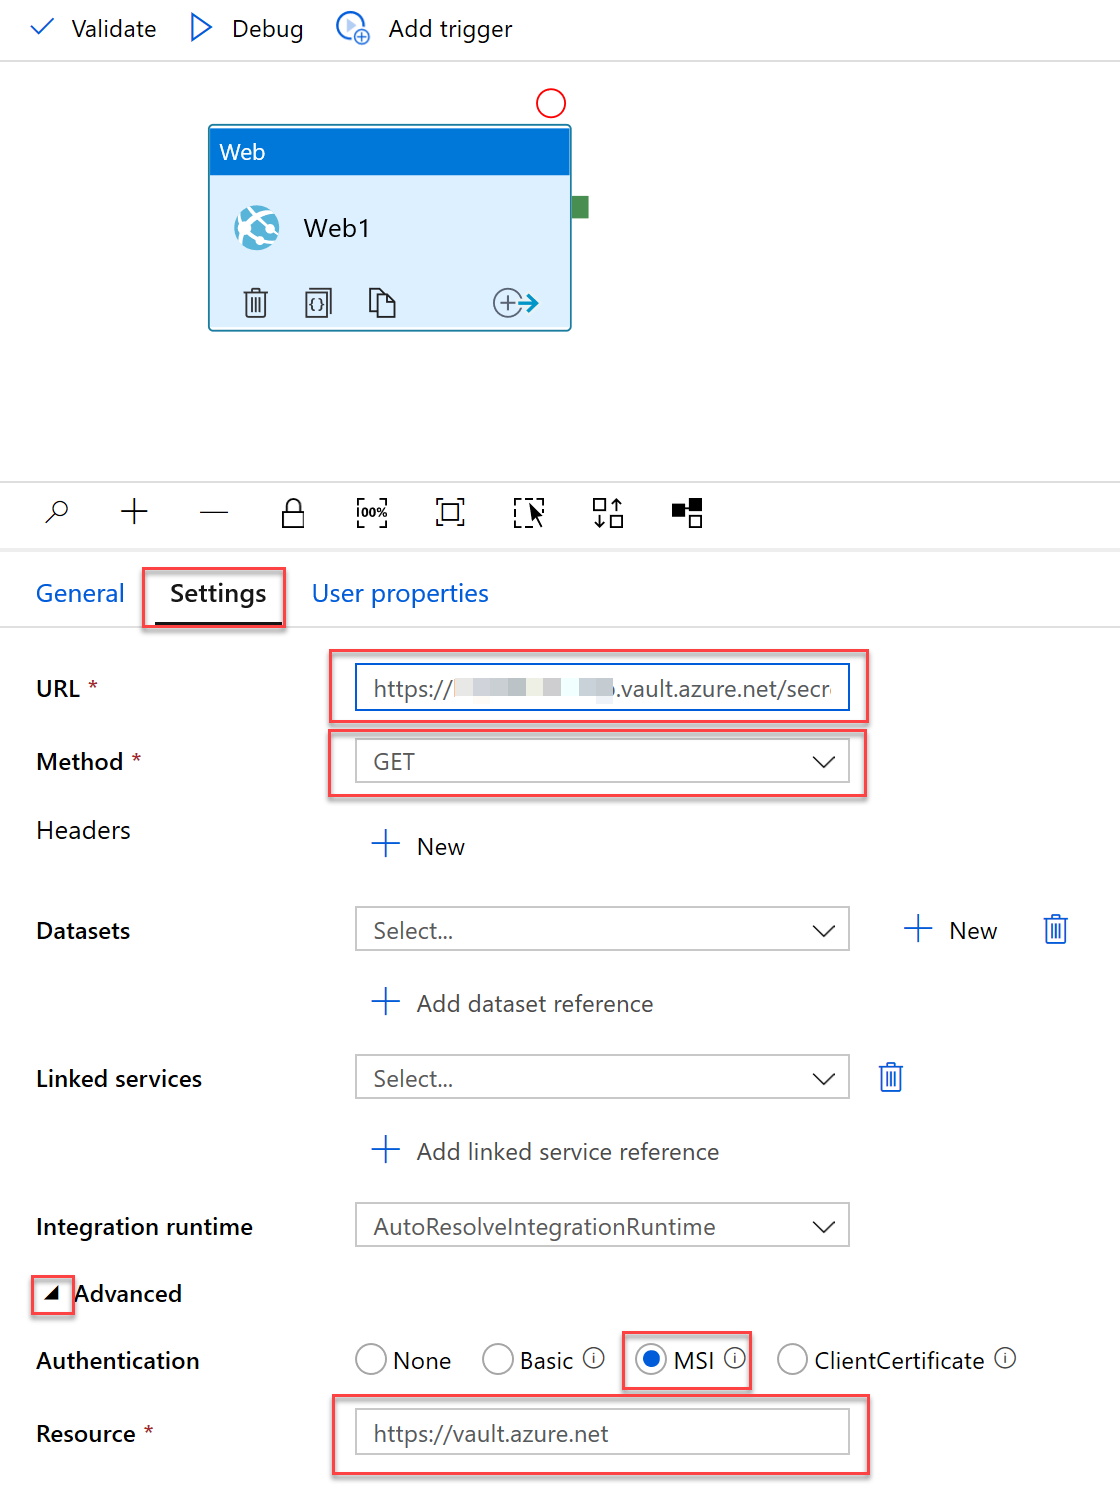 Validate Debug Add trigger
Web
Web1
100%
General Settings User properties
URL * https:// .vault.azure.net/secr
Method * GET
Headers
New
Datasets Select... New
Add dataset reference
Linked services Select...
Add linked service reference
Integration runtime AutoResolveIntegrationRuntime
Advanced
Authentication None Basic MSI ClientCertificate
Resource * https://vault.azure.net